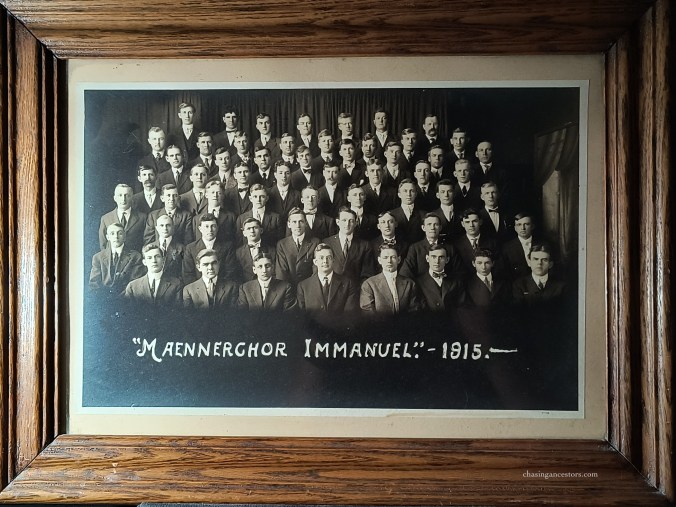 "MAENNERCHOR IMMANUEL". - 1915. —
chasingancestors.com